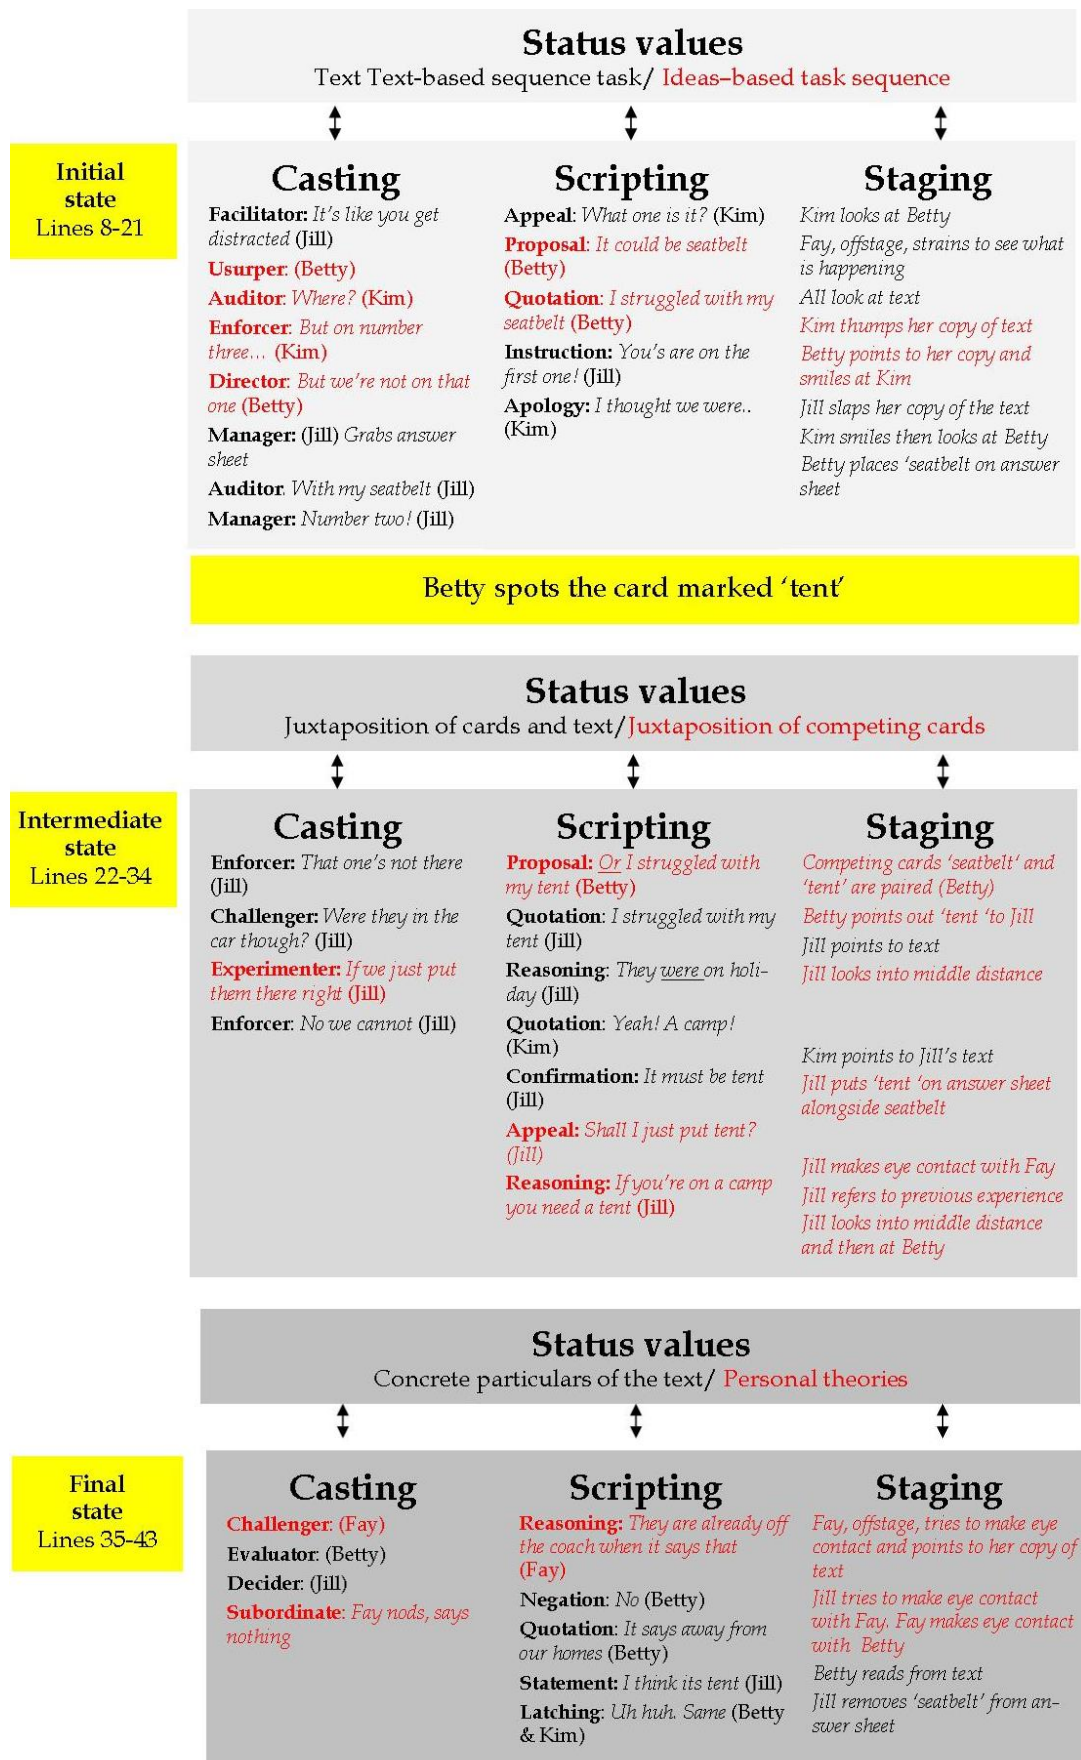 Status values
Text Text-based sequence task/ Ideas–based task sequence
Initial
state
Lines 8-21
Casting
Facilitator: It's like you get
distracted (Jill)
Usurper: (Betty)
Auditor: Where? (Kim)
Enforcer: But on number
three... (Kim)
Director: But we're not on that
one (Betty)
Manager: (Jill) Grabs answer
sheet
Auditor. With my seatbelt (Jill)
Manager: Number two! (Jill)
Scripting
Appeal: What one is it? (Kim)
Proposal: It could be seatbelt
(Betty)
Quotation: I struggled with my
seatbelt (Betty)
Instruction: You's are on the
first one! (Jill)
Apology: I thought we were..
(Kim)
Staging
Kim looks at Betty
Fay, offstage, strains to see what
is happening
All look at text
Kim thumps her copy of text
Betty points to her copy and
smiles at Kim
Jill slaps her copy of the text
Kim smiles then looks at Betty
Betty places ‘seatbelt on answer
sheet
Betty spots the card marked ‘tent’
Status values
Juxtaposition of cards and text/Juxtaposition of competing cards
Intermediate
state
Lines 22-34
Casting
Enforcer: That one's not there
(Jill)
Challenger: Were they in the
car though? (Jill)
Experimenter: If we just put
them there right (Jill)
Enforcer: No we cannot (Jill)
Scripting
Proposal: Or I struggled with
my tent (Betty)
Quotation: I struggled with my
tent (Jill)
Reasoning: They were on holi-
day (Jill)
Quotation: Yeah! A camp!
(Kim)
Confirmation: It must be tent
(Jill)
Appeal: Shall I just put tent?
(Jill)
Reasoning: If you're on a camp
you need a tent (Jill)
Staging
Competing cards ‘seatbelt‘ and
‘tent’ are paired (Betty)
Betty points out ‘tent ‘to Jill
Jill points to text
Jill looks into middle distance
Kim points to Jill's text
Jill puts ‘tent ‘on answer sheet
alongside seatbelt
Jill makes eye contact with Fay
Jill refers to previous experience
Jill looks into middle distance
and then at Betty
Status values
Concrete particulars of the text/ Personal theories
Final
state
Lines 35-43
Casting
Challenger: (Fay)
Evaluator: (Betty)
Decider: (Jill)
Subordinate: Fay nods, says
nothing
Scripting
Reasoning: They are already off
the coach when it says that
(Fay)
Negation: No (Betty)
Quotation: It says away from
our homes (Betty)
Statement: I think its tent (Jill)
Latching: Uh huh. Same (Betty
& Kim)
Staging
Fay, offstage, tries to make eye
contact and points to her copy of
text
Jill tries to make eye contact
with Fay. Fay makes eye contact
with Betty
Betty reads from text
Jill removes ‘seatbelt’ from an-
swer sheet